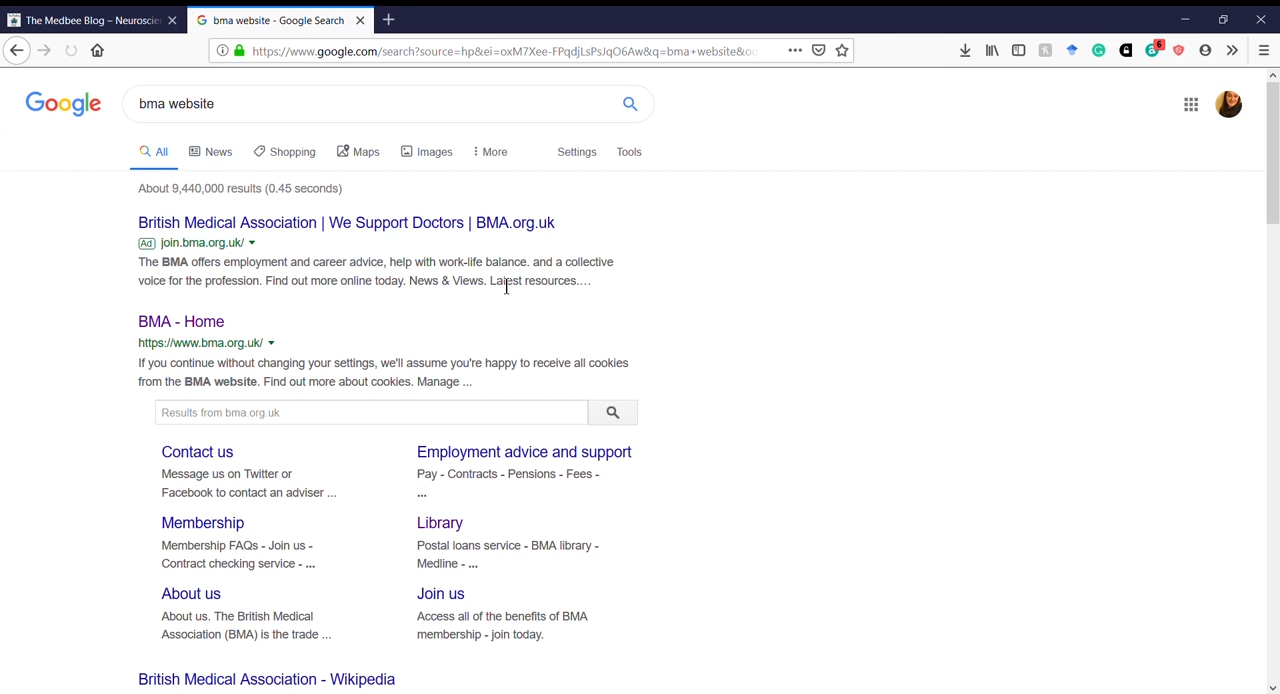 The Medbee Blog – Neuroscien
bma website - Google Search
https://www.google.com/search?source=hp&ei=oxM7Xee-FPqdjLsPsJqO6Aw&q=bma+website&oq
6
Google
bma website
All
News
Shopping
Maps
Images
More
Settings
Tools
About 9,440,000 results (0.45 seconds)
British Medical Association | We Support Doctors | BMA.org.uk
Ad join.bma.org.uk/
The BMA offers employment and career advice, help with work-life balance. and a collective
voice for the profession. Find out more online today. News & Views. Latest resources....
BMA - Home
https://www.bma.org.uk/
If you continue without changing your settings, we'll assume you're happy to receive all cookies
from the BMA website. Find out more about cookies. Manage ...
Results from bma.org.uk
Contact us
Message us on Twitter or
Facebook to contact an adviser ...
Employment advice and support
Pay - Contracts - Pensions - Fees -
...
Membership
Membership FAQs - Join us -
Contract checking service - ...
Library
Postal loans service - BMA library -
Medline - ...
About us
About us. The British Medical
Association (BMA) is the trade ...
Join us
Access all of the benefits of BMA
membership - join today.
British Medical Association - Wikipedia